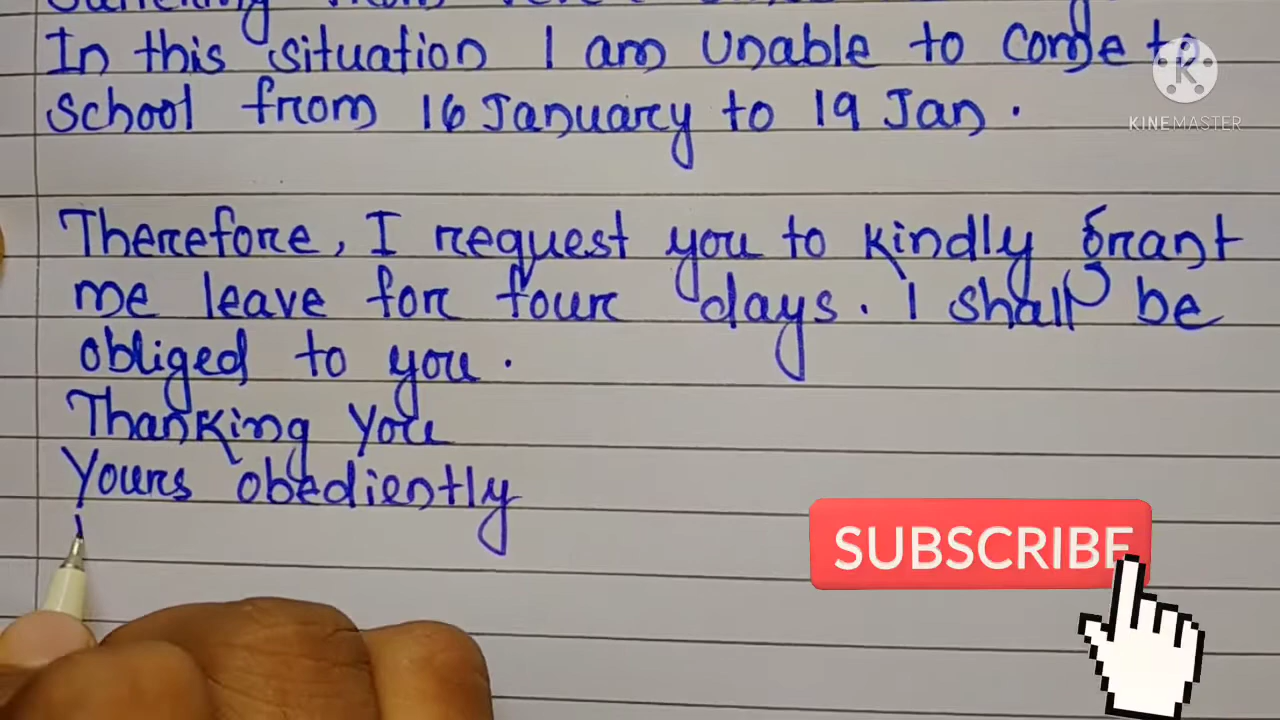 In this situation I am unable to come to
school from 16 January to 19 Jan.
Therefore, I request you to kindly grant
me leave for four days. I shall be
obliged to you.
Thanking you
Yours obediently
KINEMASTER
SUBSCRIBE